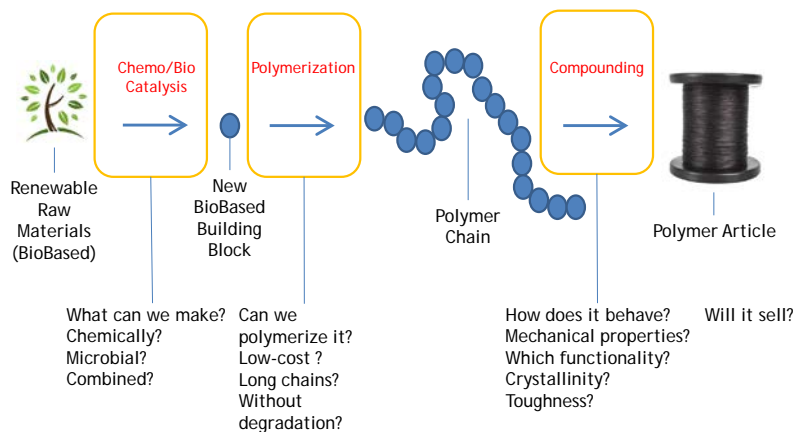 Chemo/Bio
Catalysis
Polymerization
Compounding
Renewable
Raw
Materials
(BioBased)
New
BioBased
Building
Block
Polymer
Chain
Polymer Article
What can we make?
Chemically?
Microbial?
Combined?
Can we
polymerize it?
Low-cost ?
Long chains?
Without
degradation?
How does it behave?
Mechanical properties?
Which functionality?
Crystallinity?
Toughness?
Will it sell?